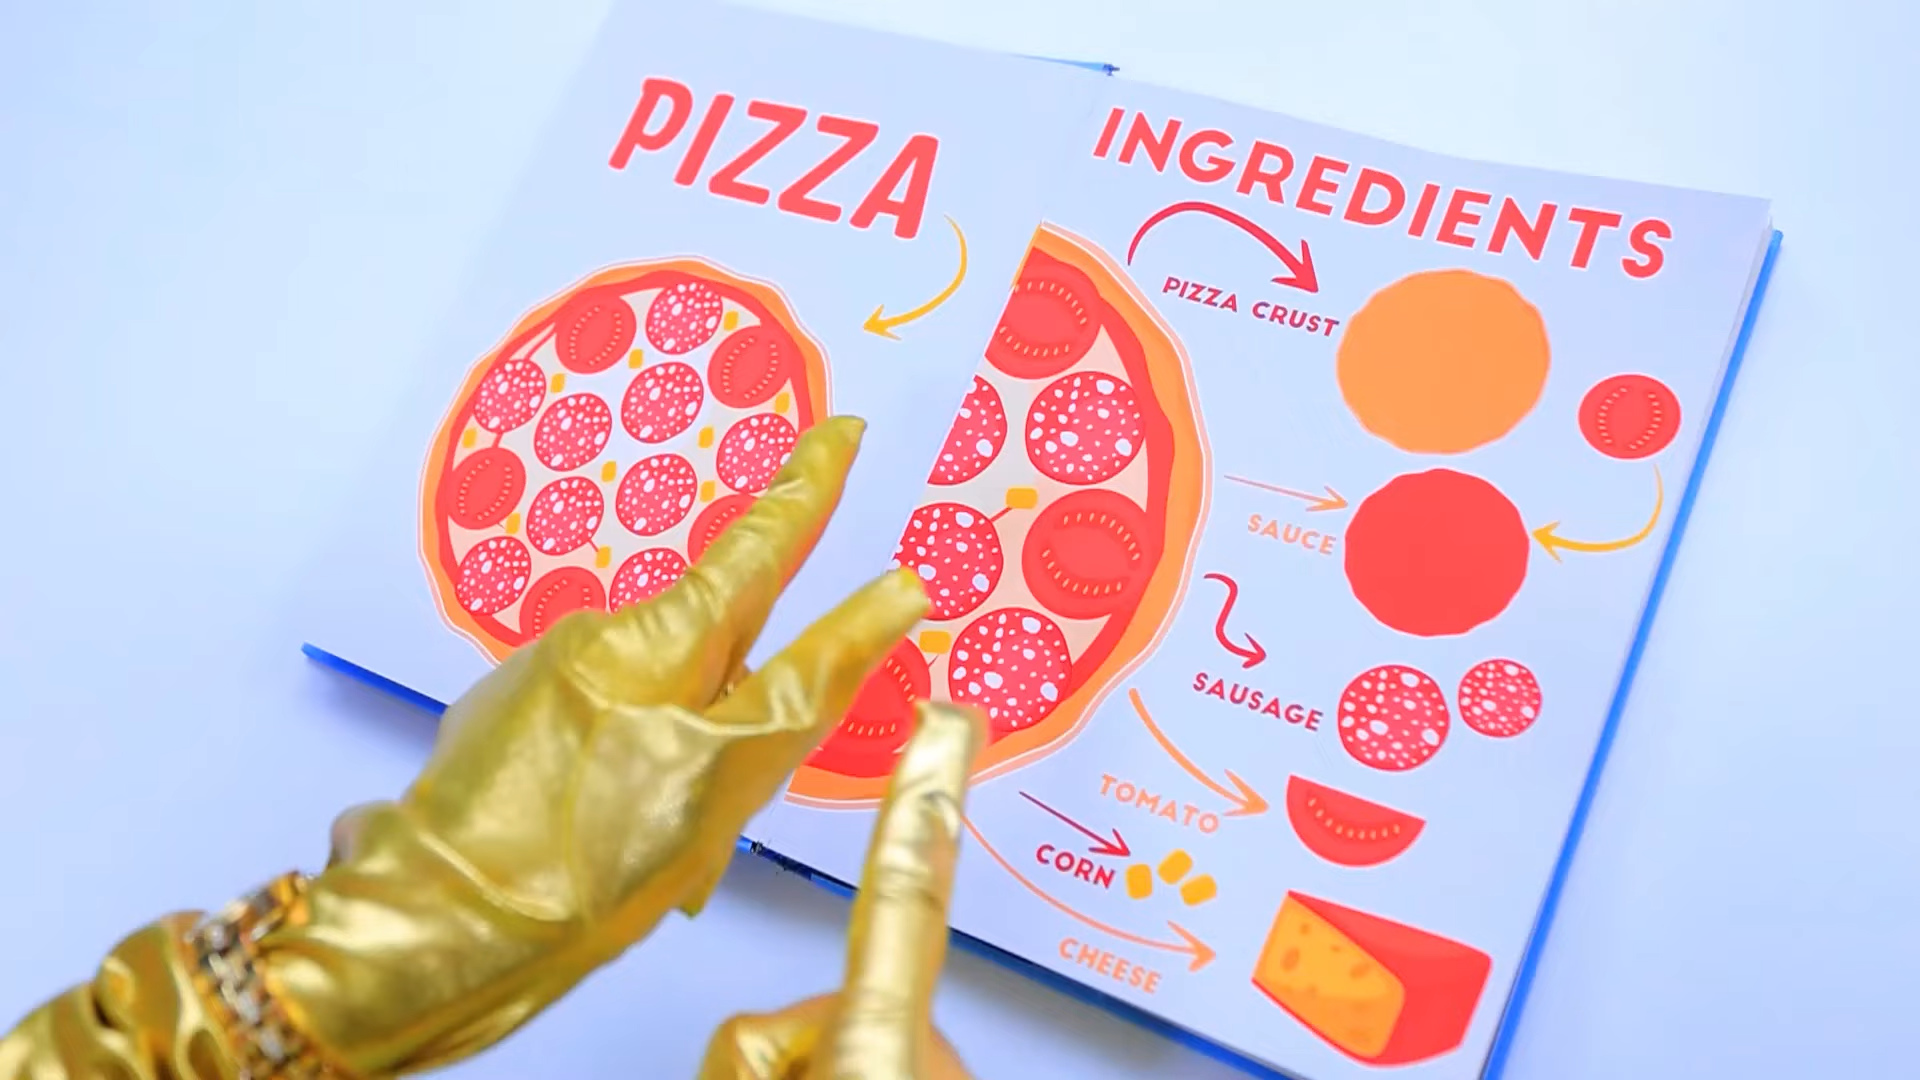 PIZZA
INGREDIENTS
PIZZA CRUST
SAUCE
SAUSAGE
TOMATO
CORN
CHEESE